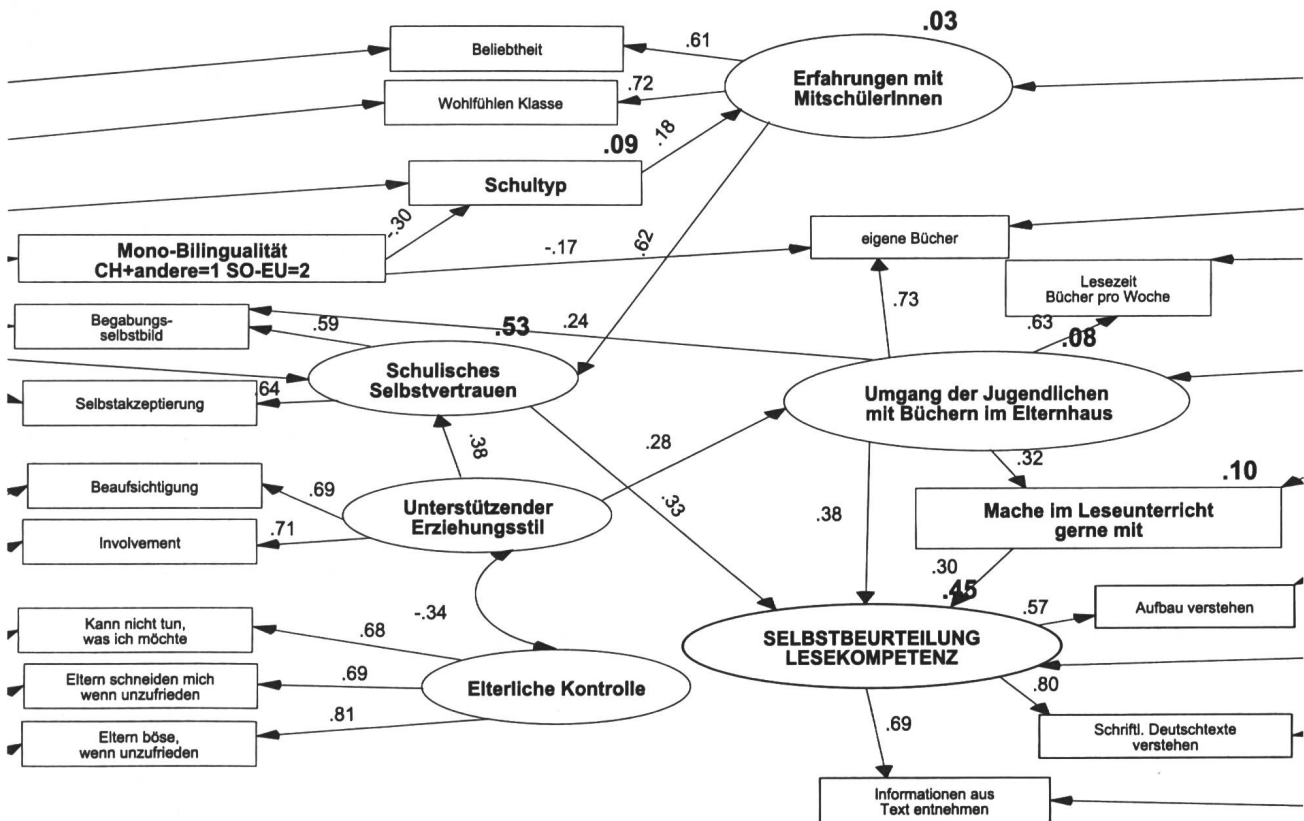 .03
Beliebtheit
.61
Erfahrungen mit
MitschülerInnen
Wohlfühlen Klasse
.72
.18
.09
Schultyp
-.30
Mono-Bilingualität
CH+andere=1 SO-EU=2
-.17
.62
eigene Bücher
Lesezeit
Bücher pro Woche
.73
.63
Begabungs-
selbstbild
.59
.24
.53
.08
Schulisches
Selbstvertrauen
Selbstakzeptierung
.64
Umgang der Jugendlichen
mit Büchern im Elternhaus
.38
.28
.32
.10
Beaufsichtigung
.69
Unterstützender
Erziehungsstil
.33
.38
Mache im Leseunterricht
gerne mit
Involvement
.71
.30
.45
.57
Aufbau verstehen
Kann nicht tun,
was ich möchte
.68
-.34
SELBSTBEURTEILUNG
LESEKOMPETENZ
Eltern schneiden mich
wenn unzufrieden
.69
Elterliche Kontrolle
.80
Eltern böse,
wenn unzufrieden
.81
.69
Schriftl. Deutschtexte
verstehen
Informationen aus
Text entnehmen